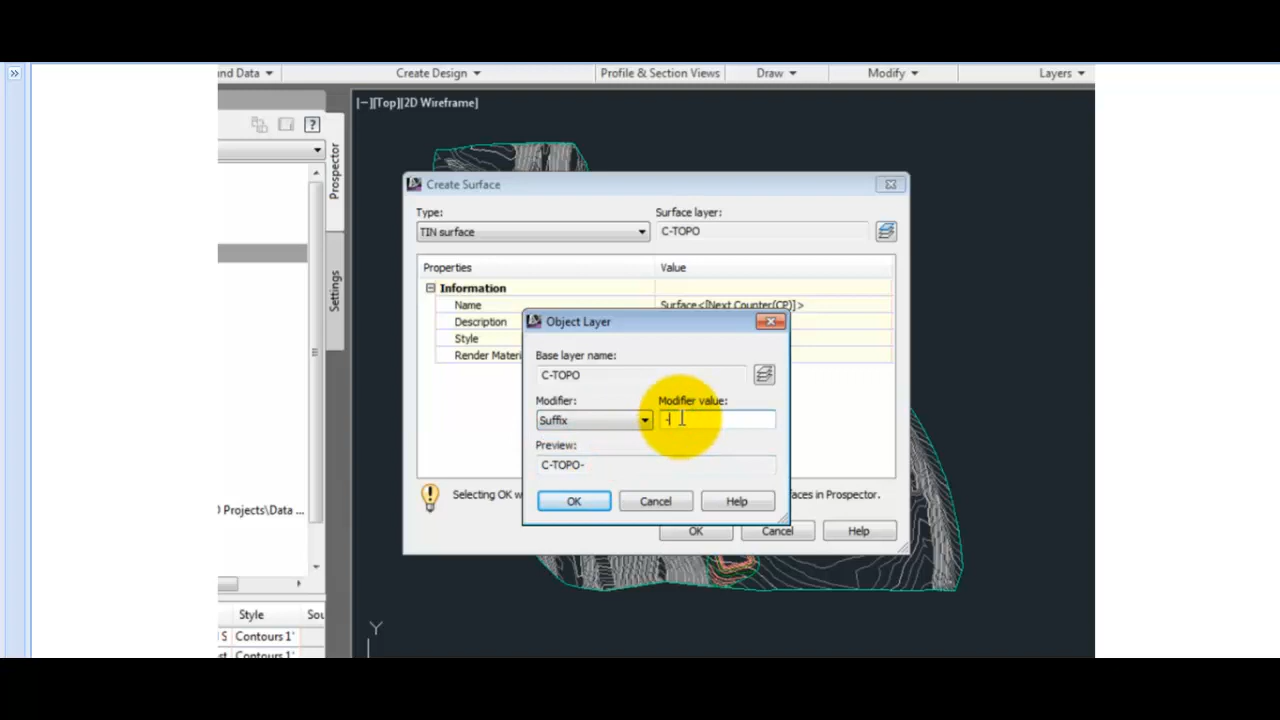 »
and Data Create Design Profile & Section Views Draw Modify Layers
[−][Top][2D Wireframe]
?
Prospector
Settings
Create Surface
Type: Surface layer:
TIN surface C-TOPO
Properties Value
Information
Name Surface<[Next Counter(CP)]>
Description
Style
Render Materi
Object Layer
Base layer name:
C-TOPO
Modifier: Modifier value:
Suffix -
Preview:
C-TOPO-
OK Cancel Help
Selecting OK w faces in Prospector.
OK Cancel Help
D Projects\Data ...
Style Sou
S Contours 1'
st Contours 1'
Y